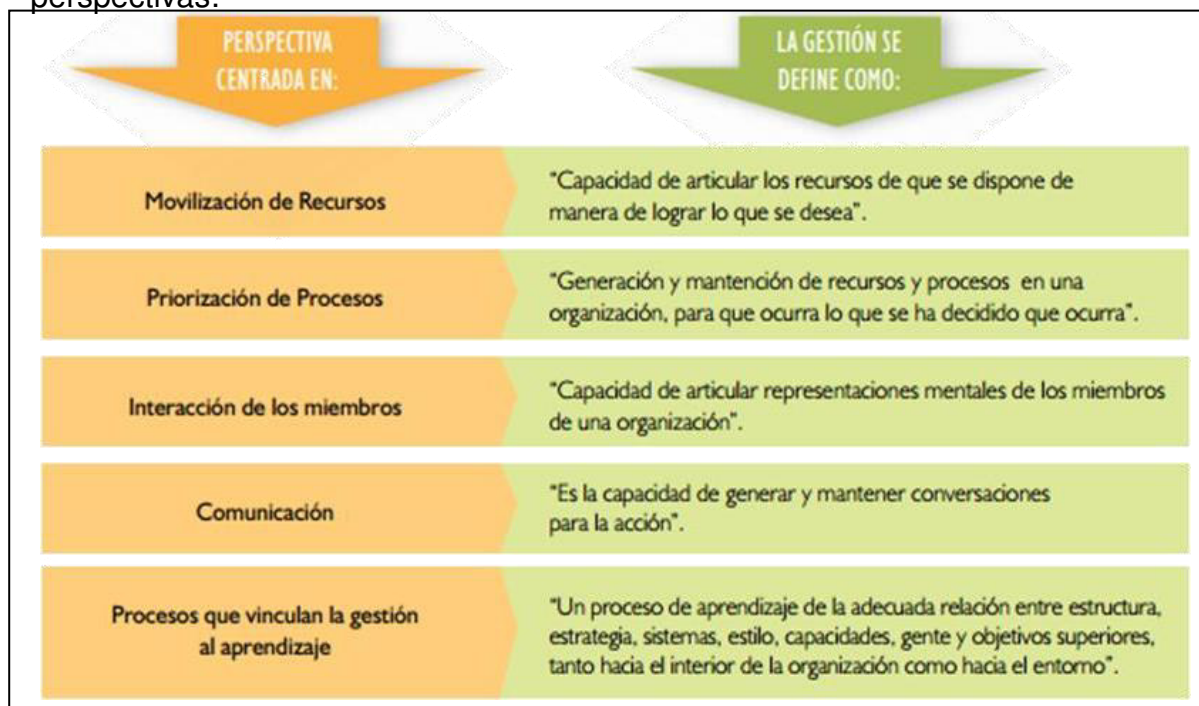 perspectivas:
PERSPECTIVA
CENTRADA EN:
LA GESTIÓN SE
DEFINE COMO:
Movilización de Recursos
"Capacidad de articular los recursos de que se dispone de
manera de lograr lo que se desea".
Priorización de Procesos
"Generación y mantención de recursos y procesos en una
organización, para que ocurra lo que se ha decidido que ocurra".
Interacción de los miembros
"Capacidad de articular representaciones mentales de los miembros
de una organización".
Comunicación
"Es la capacidad de generar y mantener conversaciones
para la acción".
Procesos que vinculan la gestión
al aprendizaje
"Un proceso de aprendizaje de la adecuada relación entre estructura,
estrategia, sistemas, estilo, capacidades, gente y objetivos superiores,
tanto hacia el interior de la organización como hacia el entorno".